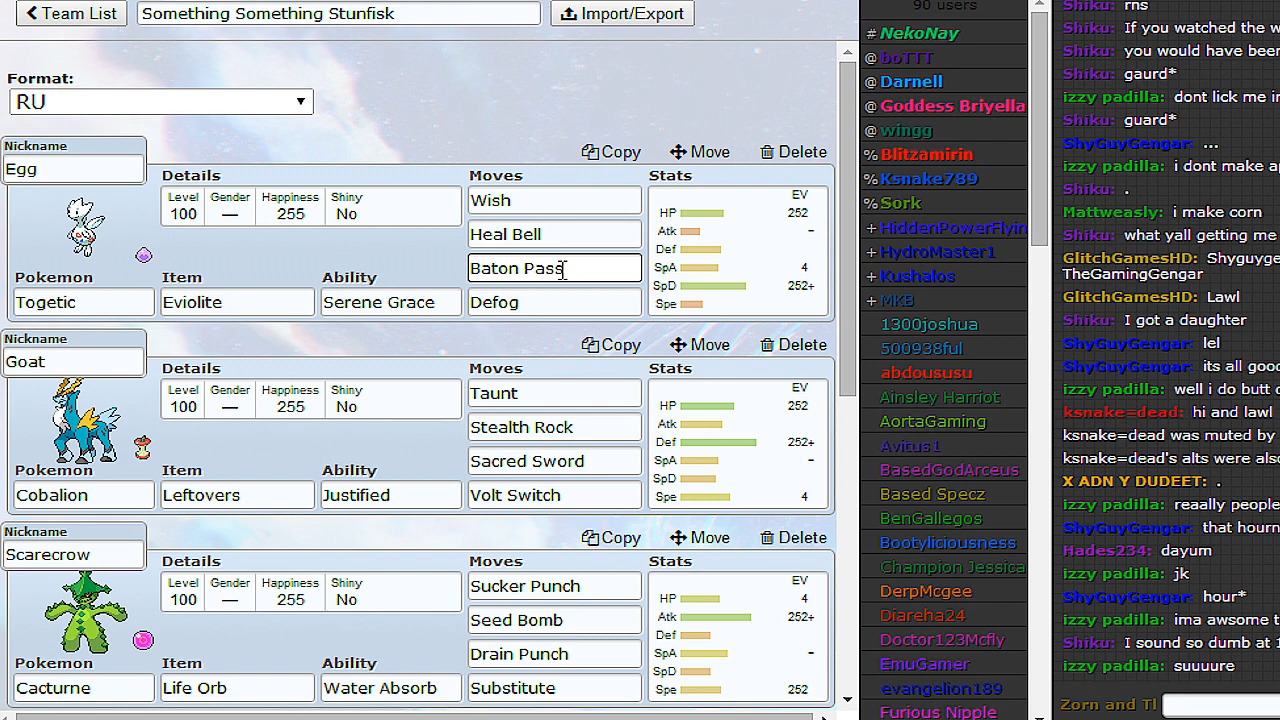 Team List
Something Something Stunfisk
Import/Export
Format:
RU
Nickname
Egg
Copy
Move
Delete
Details
Moves
Stats
Level
100
Gender
—
Happiness
255
Shiny
No
Wish
Heal Bell
Baton Pass
Defog
EV
HP 252
Atk -
Def
SpA 4
SpD 252+
Spe
Pokemon
Togetic
Item
Eviolite
Ability
Serene Grace
Nickname
Goat
Copy
Move
Delete
Details
Moves
Stats
Level
100
Gender
—
Happiness
255
Shiny
No
Taunt
Stealth Rock
Sacred Sword
Volt Switch
EV
HP 252
Atk
Def 252+
SpA -
SpD
Spe 4
Pokemon
Cobalion
Item
Leftovers
Ability
Justified
Nickname
Scarecrow
Copy
Move
Delete
Details
Moves
Stats
Level
100
Gender
—
Happiness
255
Shiny
No
Sucker Punch
Seed Bomb
Drain Punch
Substitute
EV
HP 4
Atk 252+
Def
SpA -
SpD
Spe 252
Pokemon
Cacturne
Item
Life Orb
Ability
Water Absorb
90 users
# NekoNay
@ boTTT
@ Darnell
@ Goddess Briyella
@ wingg
% Blitzamirin
% Ksnake789
% Sork
+ HiddenPowerFlyin
+ HydroMaster1
+ Kushalos
+ MKB
1300joshua
500938ful
abdoususu
Ainsley Harriot
AortaGaming
Avitus1
BasedGodArceus
Based Specz
BenGallegos
Bootyliciousness
Champion Jessica
DerpMcgee
Diareha24
Doctor123Mcfly
EmuGamer
evangelion189
Furious Nipple
Shiku: rns
Shiku: If you watched the w
Shiku: you would have been
Shiku: gaurd*
izzy padilla: dont lick me i
Shiku: guard*
ShyGuyGengar: ...
izzy padilla: i dont make a
Shiku: .
Mattweasly: i make corn
Shiku: what yall getting me
GlitchGamesHD: Shyguyge
TheGamingGengar
GlitchGamesHD: Lawl
Shiku: I got a daughter
ShyGuyGengar: lel
ShyGuyGengar: its all good
izzy padilla: well i do butt
ksnake=dead: hi and lawl
ksnake=dead was muted by
ksnake=dead's alts were also
X ADN Y DUDEET: .
izzy padilla: reaally people
ShyGuyGengar: that hourn
Hades234: dayum
izzy padilla: jk
ShyGuyGengar: hour*
izzy padilla: ima awsome t
Shiku: I sound so dumb at 1
izzy padilla: suuuure
Zorn and Tl